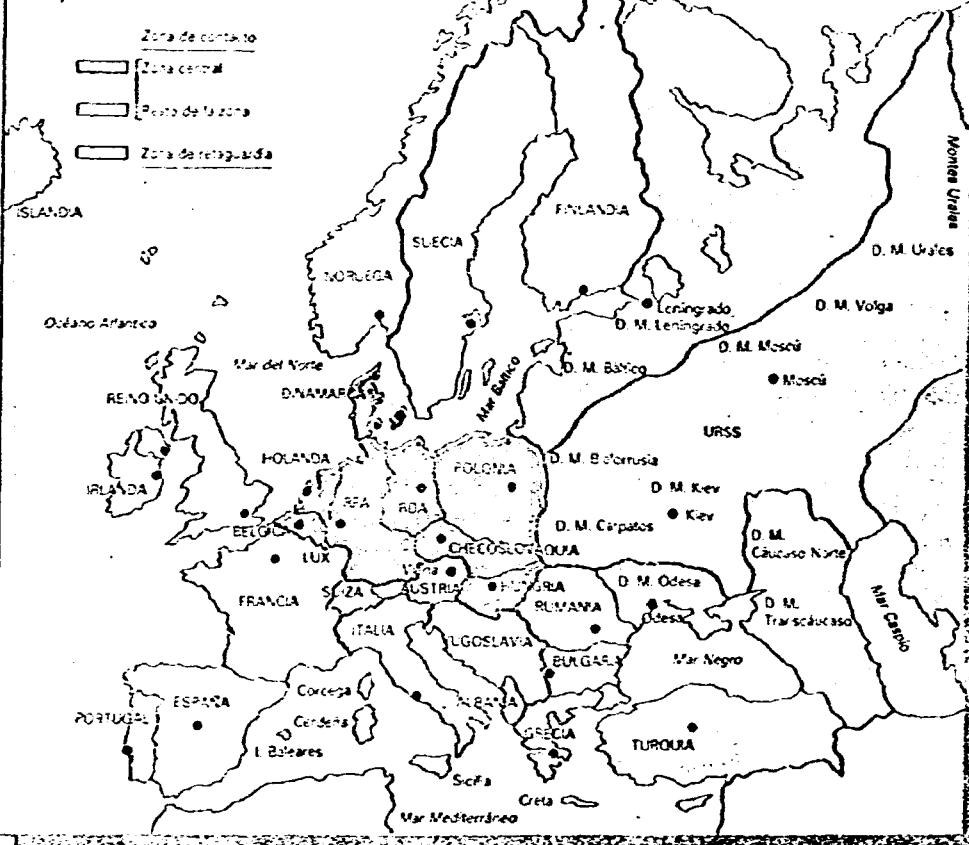 Zona de contacto
Zona central
Resto de la zona
Zona de retaguardia
ISLANDIA
Montes Urales
FINLANDIA
SUECIA
D. M. Urales
NORUEGA
D. M. Volga
Leningrado
Océano Atlántico
D. M. Leningrado
D. M. Moscú
Mar del Norte
D. M. Báltico
Mar Báltico
Moscú
DINAMARCA
REINO UNIDO
URSS
HOLANDA
D. M. Bielorrusia
POLONIA
IRLANDA
D. M. Kiev
RFA
RDA
Kiev
D. M. Cárpatos
BELGICA
D. M.
Cáucaso Norte
CHECOSLOVAQUIA
LUX
Viena
D. M. Odesa
SUIZA
AUSTRIA
HUNGRIA
FRANCIA
RUMANIA
D. M.
Transcáucaso
Odesa
Mar Caspio
ITALIA
YUGOSLAVIA
BULGARIA
Mar Negro
Córcega
ESPAÑA
ALBANIA
PORTUGAL
Cerdeña
GRECIA
I. Baleares
TURQUIA
Sicilia
Creta
Mar Mediterráneo